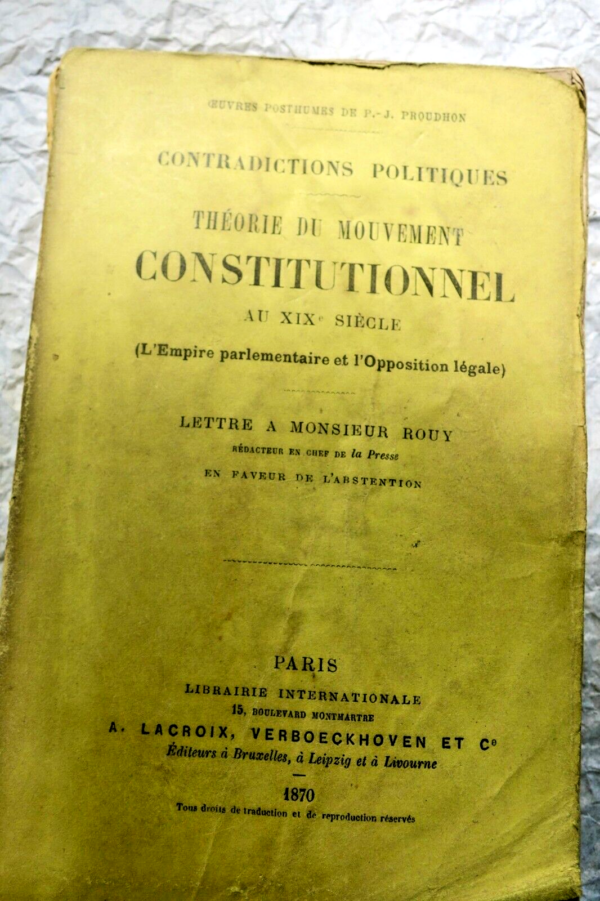 ŒUVRES POSTHUMES DE P.-J. PROUDHON
CONTRADICTIONS POLITIQUES
THÉORIE DU MOUVEMENT
CONSTITUTIONNEL
AU XIXᵉ SIÈCLE
(L'Empire parlementaire et l'Opposition légale)
LETTRE A MONSIEUR ROUY
RÉDACTEUR EN CHEF DE la Presse
EN FAVEUR DE L'ABSTENTION
PARIS
LIBRAIRIE INTERNATIONALE
15, BOULEVARD MONTMARTRE
A. LACROIX, VERBOECKHOVEN ET Cᵉ
Éditeurs à Bruxelles, à Leipzig et à Livourne
1870
Tous droits de traduction et de reproduction réservés